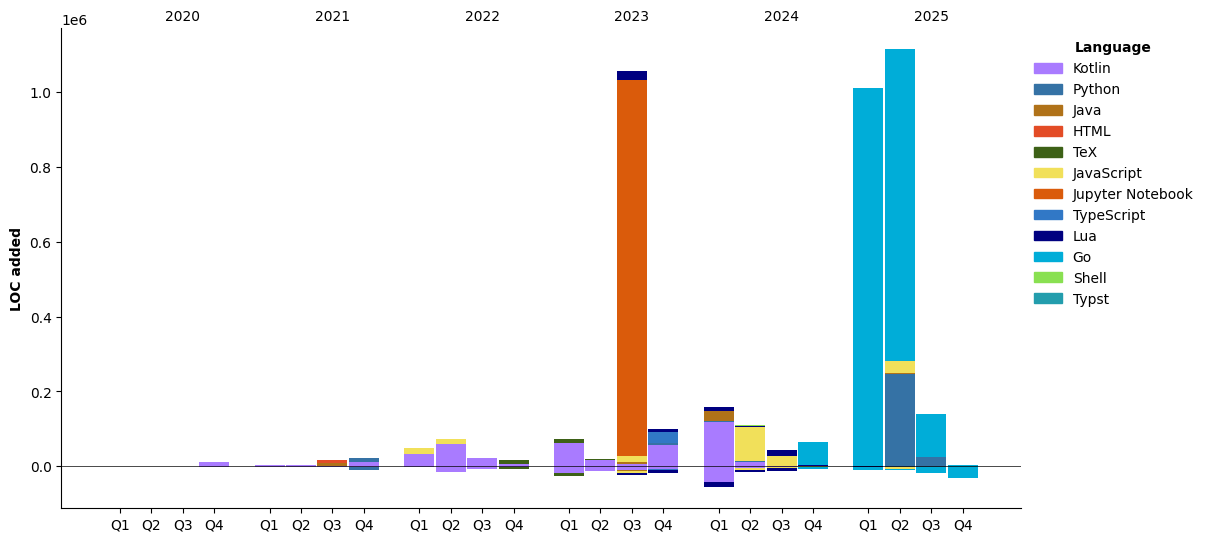 1e6
2020 2021 2022 2023 2024 2025
LOC added
1.0
0.8
0.6
0.4
0.2
0.0
Q1 Q2 Q3 Q4 Q1 Q2 Q3 Q4 Q1 Q2 Q3 Q4 Q1 Q2 Q3 Q4 Q1 Q2 Q3 Q4 Q1 Q2 Q3 Q4
Language
Kotlin
Python
Java
HTML
TeX
JavaScript
Jupyter Notebook
TypeScript
Lua
Go
Shell
Typst